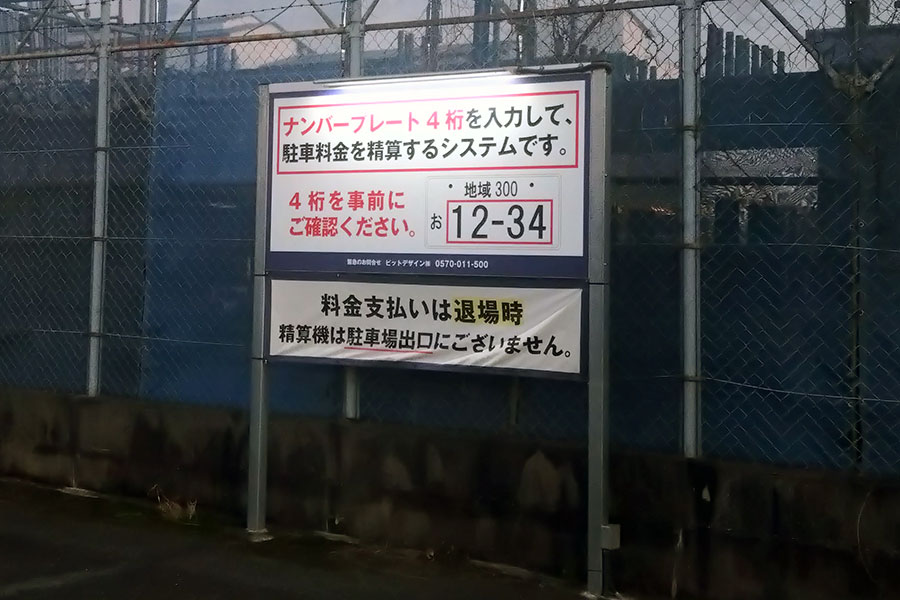 ナンバープレート4桁を入力して、
駐車料金を精算するシステムです。
4桁を事前に
ご確認ください。
・地域300・
お 12-34
緊急のお問合せ ピットデザイン㈱ 0570-011-500
料金支払いは退場時
精算機は駐車場出口にございません。